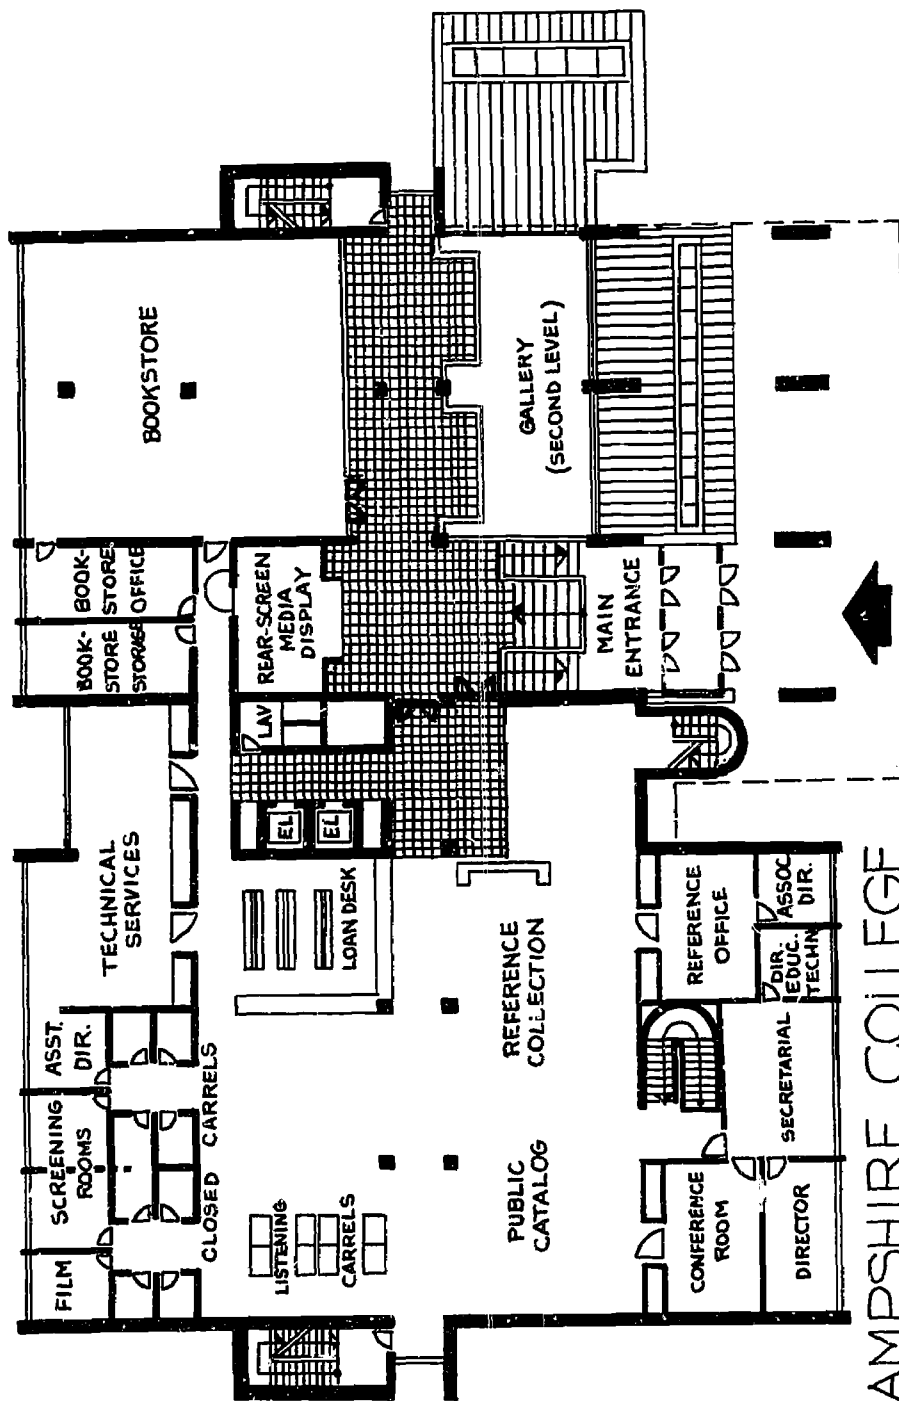 FILM
SCREENING
ROOMS
ASST.
DIR.
TECHNICAL
SERVICES
BOOK-
STORE
STORAGE
BOOK-
STORE
OFFICE
BOOKSTORE
CLOSED CARRELS
LISTENING
CARRELS
LOAN DESK
EL
EL
LAV
REAR-SCREEN
MEDIA
DISPLAY
PUBLIC
CATALOG
REFERENCE
COLLECTION
GALLERY
(SECOND LEVEL)
MAIN
ENTRANCE
CONFERENCE
ROOM
DIRECTOR
SECRETARIAL
REFERENCE
OFFICE
DIR.
EDUC.
TECHN.
ASSOC.
DIR.
AMPSHIRE COLLEGE